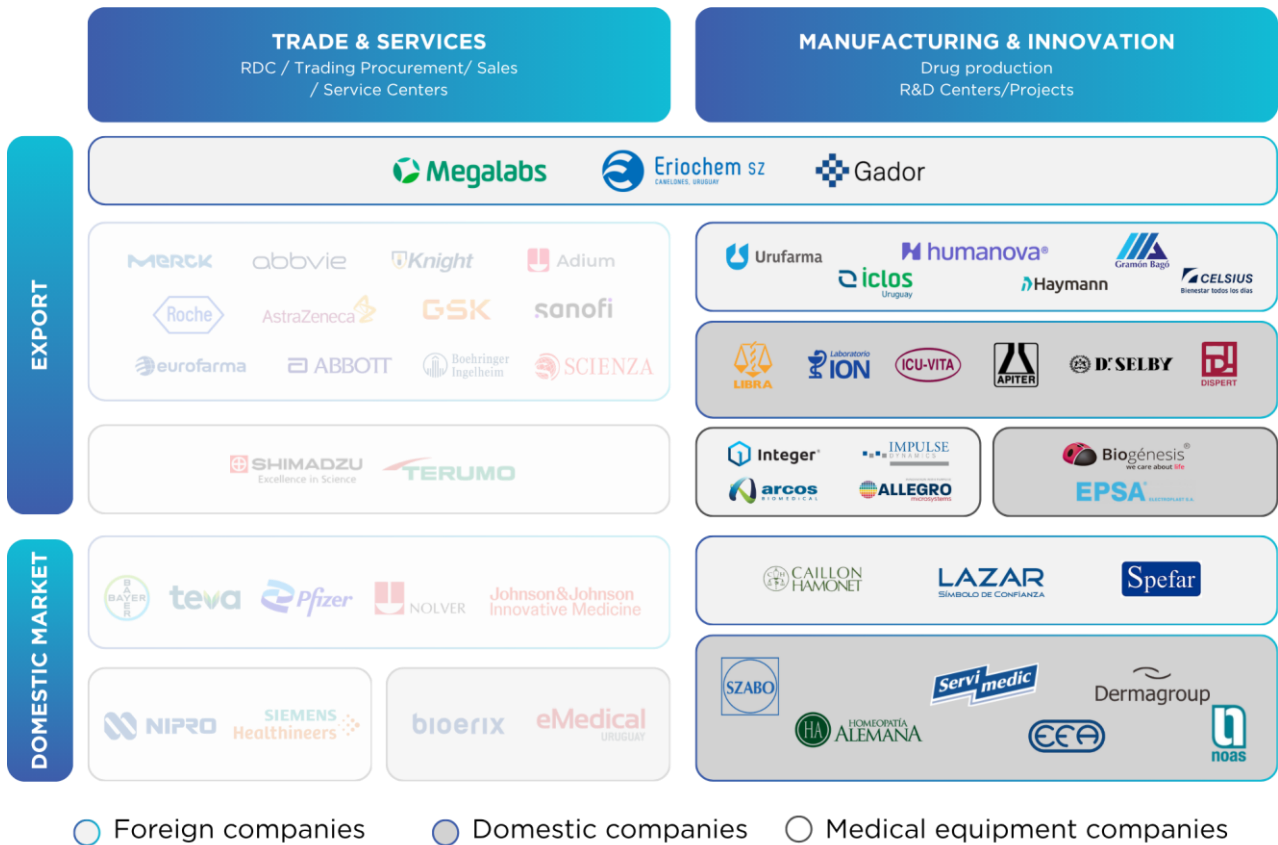 TRADE & SERVICES
RDC / Trading Procurement/ Sales
/ Service Centers
MANUFACTURING & INNOVATION
Drug production
R&D Centers/Projects
EXPORT
Megalabs
Eriochem SZ
CANELONES, URUGUAY
Gador
MERCK
abbvie
Knight
Adium
Roche
AstraZeneca
GSK
sanofi
eurofarma
ABBOTT
Boehringer
Ingelheim
SCIENZA
Urufarma
humanova®
Gramón Bagó
iclos
Uruguay
Haymann
CELSIUS
Bienestar todos los días
LIBRA
Laboratorio
ION
ICU-VITA
APITER
Dr. SELBY
DISPERT
SHIMADZU
Excellence in Science
TERUMO
Integer®
IMPULSE
DYNAMICS
arcos
BIOMEDICAL
ALLEGRO
microsystems
Biogénesis®
we care about life
EPSA®
ELECTROPLAST S.A.
DOMESTIC MARKET
BAYER
BAYER
teva
Pfizer
NOLVER
Johnson&Johnson
Innovative Medicine
CAILLON
HAMONET
LAZAR
SÍMBOLO DE CONFIANZA
Spefar
NIPRO
SIEMENS
Healthineers
bioerix
eMedical
URUGUAY
SZABO
Servimedic
Dermagroup
HA
HOMEOPATÍA
ALEMANA
EFA
noas
Foreign companies
Domestic companies
Medical equipment companies